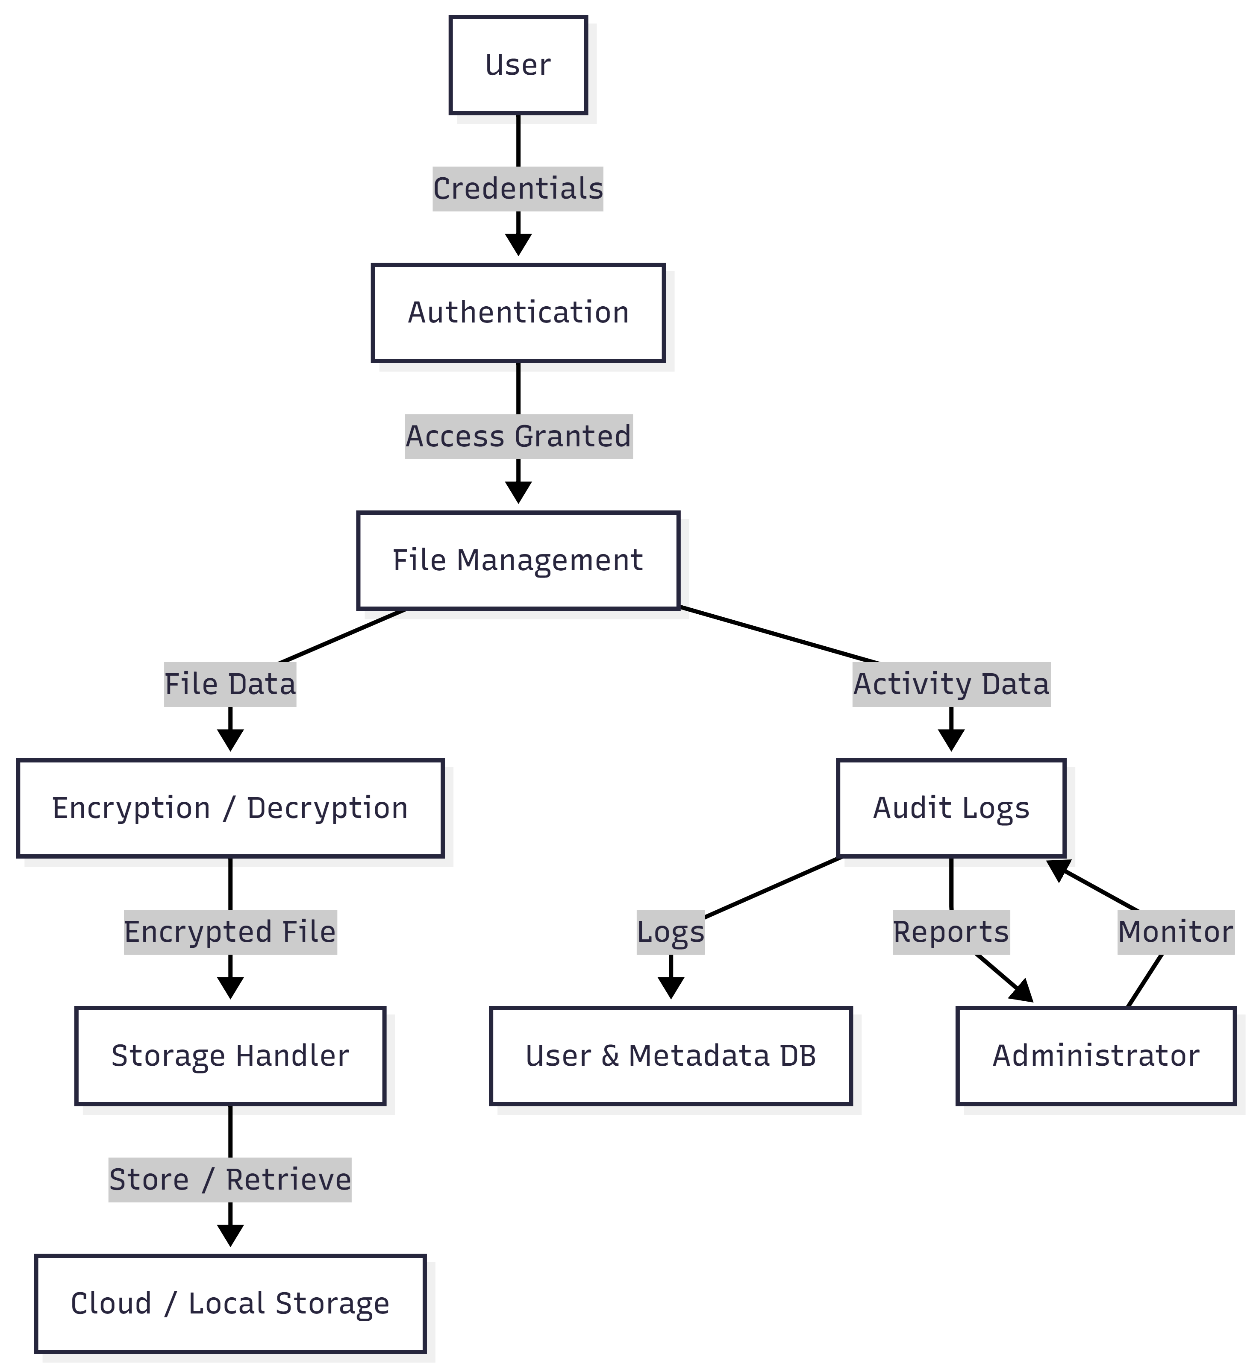 User
Credentials
Authentication
Access Granted
File Management
File Data
Activity Data
Encryption / Decryption
Audit Logs
Encrypted File
Logs
Reports
Monitor
Storage Handler
User & Metadata DB
Administrator
Store / Retrieve
Cloud / Local Storage